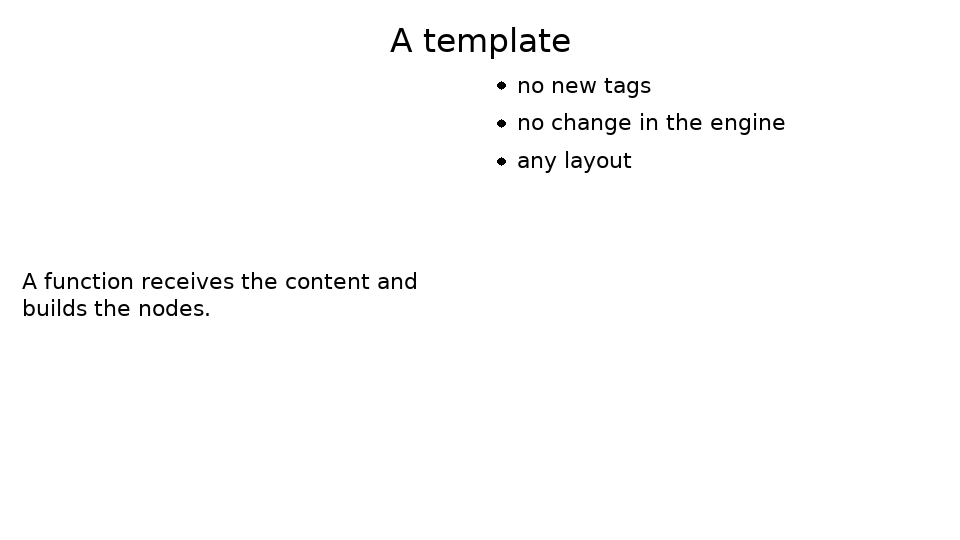 A template
• no new tags
• no change in the engine
• any layout
A function receives the content and
builds the nodes.